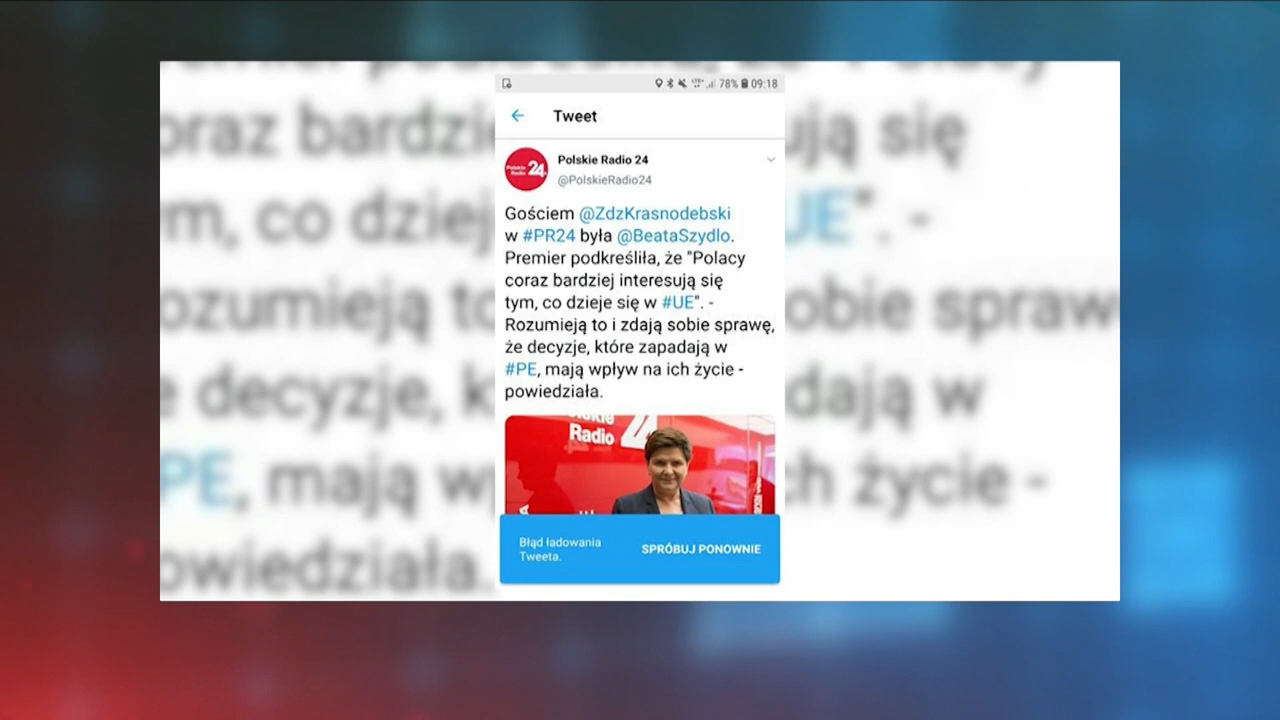 78% 09:18
Tweet
Polskie Radio 24
@PolskieRadio24
Gościem @ZdzKrasnodebski
w #PR24 była @BeataSzydlo.
Premier podkreśliła, że "Polacy
coraz bardziej interesują się
tym, co dzieje się w #UE". -
Rozumieją to i zdają sobie sprawę,
że decyzje, które zapadają w
#PE, mają wpływ na ich życie -
powiedziała.
Radio 24
Błąd ładowania
Tweeta.
SPRÓBUJ PONOWNIE